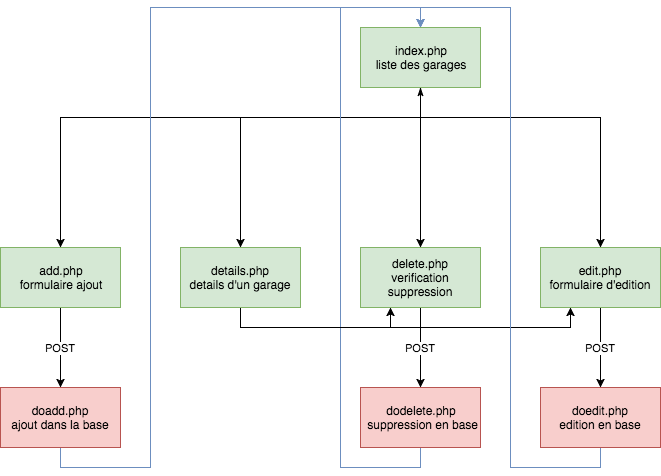 index.php
liste des garages
add.php
formulaire ajout
details.php
details d'un garage
delete.php
verification
suppression
edit.php
formulaire d'edition
POST
POST
POST
doadd.php
ajout dans la base
dodelete.php
suppression en base
doedit.php
edition en base